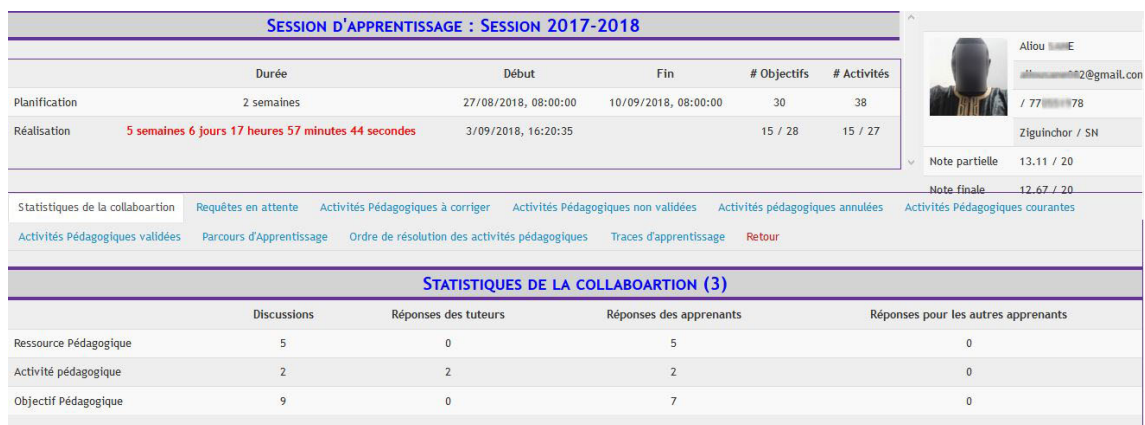 Session d'apprentissage : Session 2017-2018
Durée Début Fin # Objectifs # Activités
Planification 2 semaines 27/08/2018, 08:00:00 10/09/2018, 08:00:00 30 38
Réalisation 5 semaines 6 jours 17 heures 57 minutes 44 secondes 3/09/2018, 16:20:35 15 / 28 15 / 27
Aliou
2@gmail.com
/ 77 78
Ziguinchor / SN
Note partielle 13.11 / 20
Note finale 12.67 / 20
Statistiques de la collaboartion Requêtes en attente Activités Pédagogiques à corriger Activités Pédagogiques non validées Activités pédagogiques annulées Activités Pédagogiques courantes
Activités Pédagogiques validées Parcours d'Apprentissage Ordre de résolution des activités pédagogiques Traces d'apprentissage Retour
Statistiques de la collaboartion (3)
Discussions Réponses des tuteurs Réponses des apprenants Réponses pour les autres apprenants
Ressource Pédagogique 5 0 5 0
Activité pédagogique 2 2 2 0
Objectif Pédagogique 9 0 7 0